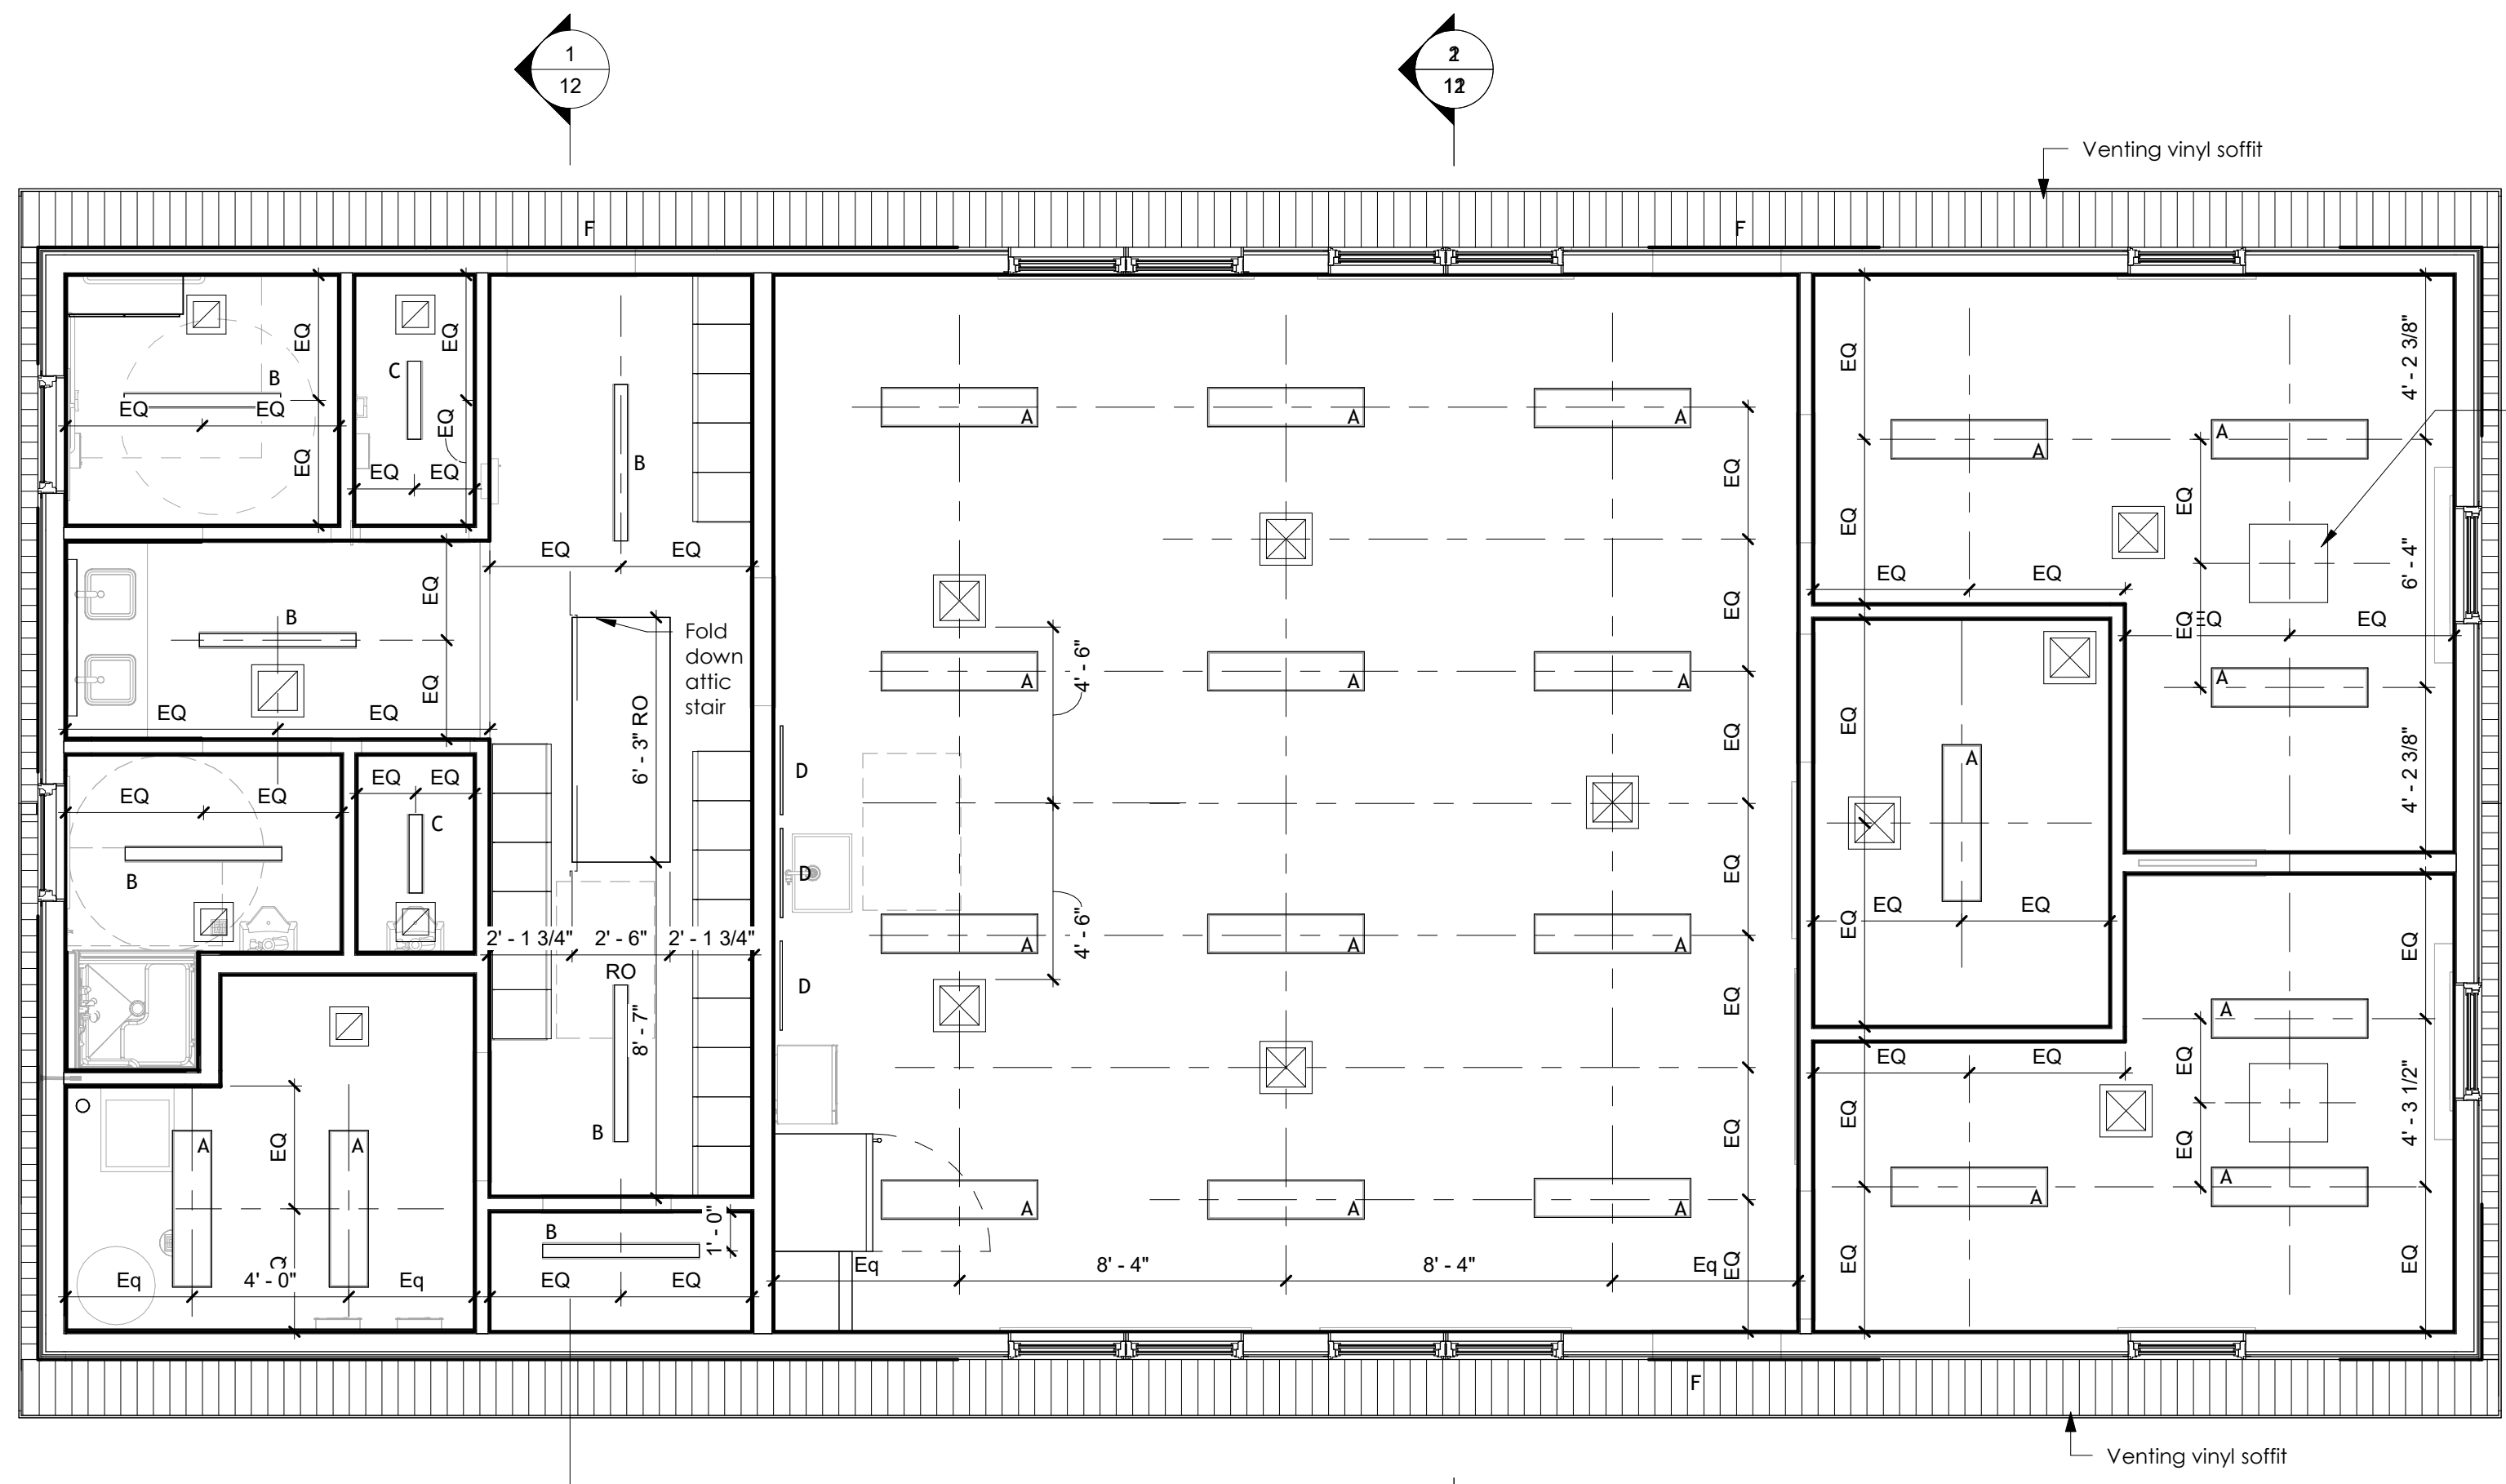 1
12
Venting vinyl soffit
F
F
EQ
EQ
EQ
4' - 2 3/8"
B
C
A
A
A
A
A
EQ
EQ
EQ
EQ
EQ
EQ
B
EQ
EQ
EQ
EQ
EQ
EQ
EQ
EQ
EQ
EQ
6' - 4"
B
EQ
Fold
down
attic
stair
4' - 6"
EQ
EQ
EQ
EQ
A
A
A
A
EQ
EQ
EQ
6' - 3" RO
EQ
EQ
4' - 2 3/8"
EQ
EQ
EQ
EQ
D
A
C
B
D
EQ
EQ
EQ
2' - 1 3/4"
2' - 6"
2' - 1 3/4"
4' - 6"
A
A
A
EQ
EQ
RO
D
EQ
A
8' - 7"
EQ
EQ
EQ
EQ
4' - 3 1/2"
A
A
EQ
B
EQ
EQ
EQ
A
A
A
A
A
B
1' - 0"
Eq
4' - 0"
Eq
EQ
EQ
Eq
8' - 4"
8' - 4"
Eq
EQ
EQ
EQ
F
Venting vinyl soffit